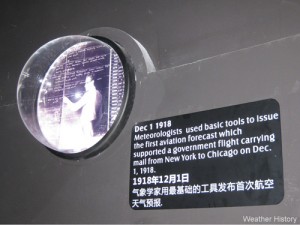 Dec 1 1918
Meteorologists used basic tools to issue
the first aviation forecast which
supported a government flight carrying
mail from New York to Chicago on Dec.
1, 1918.
1918年12月1日
气象学家用最基础的工具发布首次航空
天气预报.
Weather History